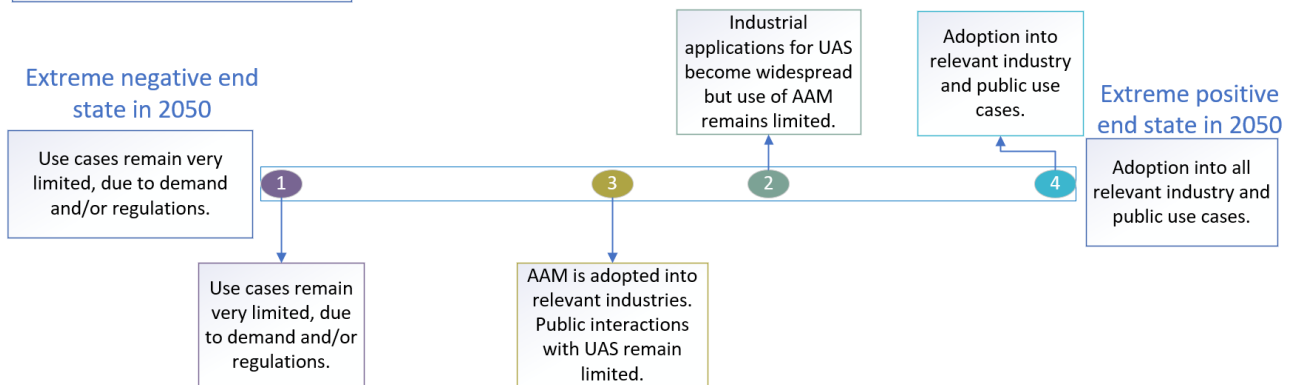 Industrial
applications for UAS
become widespread
but use of AAM
remains limited.
Adoption into
relevant industry
and public use
cases.
Extreme negative end
state in 2050
Extreme positive
end state in 2050
Use cases remain very
limited, due to demand
and/or regulations.
1
3
2
4
Adoption into all
relevant industry and
public use cases.
Use cases remain
very limited, due
to demand and/or
regulations.
AAM is adopted into
relevant industries.
Public interactions
with UAS remain
limited.